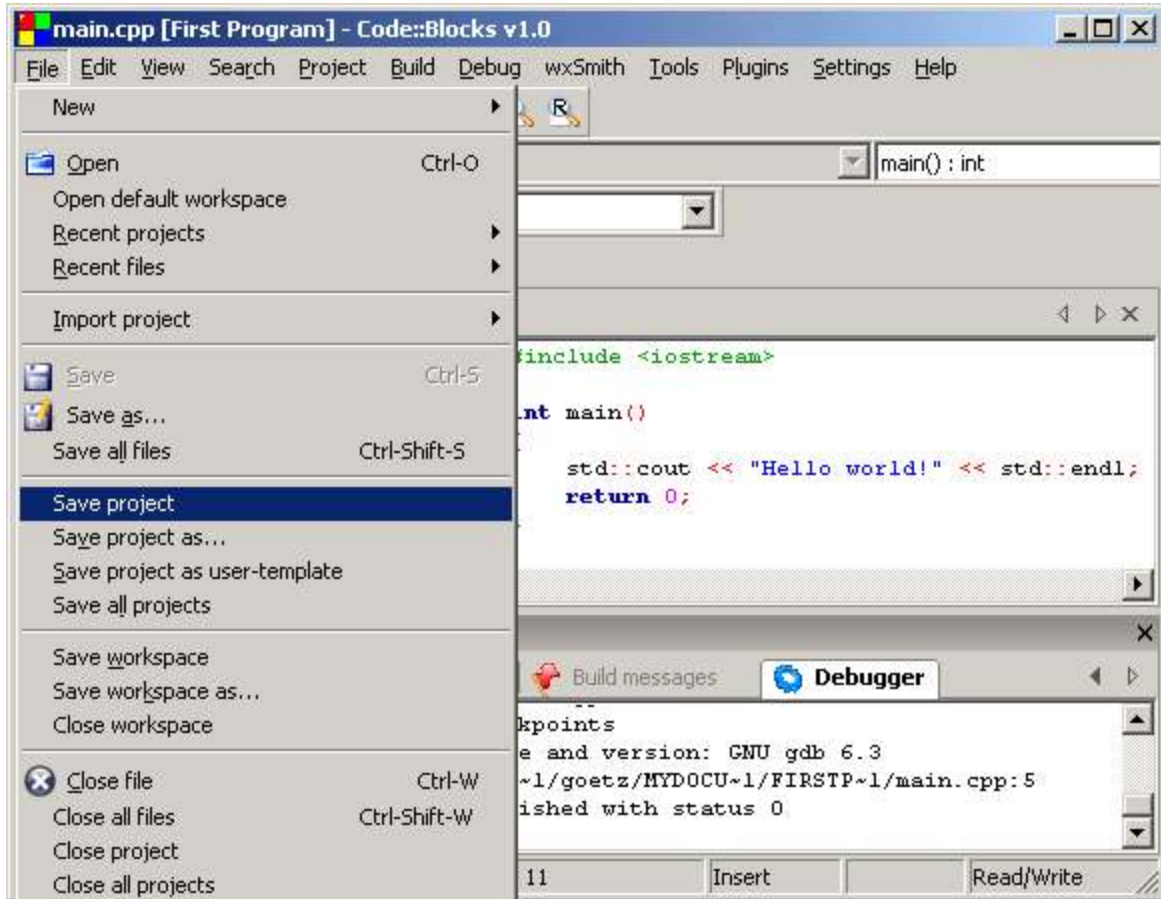 main.cpp [First Program] - Code::Blocks v1.0
File Edit View Search Project Build Debug wxSmith Tools Plugins Settings Help
New
R
Open Ctrl-O
main() : int
Open default workspace
Recent projects
Recent files
Import project
#include <iostream>
Save Ctrl-S
int main()
Save as...
Save all files Ctrl-Shift-S
std::cout << "Hello world!" << std::endl;
Save project
return 0;
Save project as...
Save project as user-template
Save all projects
Save workspace
Build messages Debugger
Save workspace as...
Close workspace
kpoints
e and version: GNU gdb 6.3
Close file Ctrl-W
~1/goetz/MYDOCU~1/FIRSTP~1/main.cpp:5
Close all files Ctrl-Shift-W
ished with status 0
Close project
Close all projects
11 Insert Read/Write